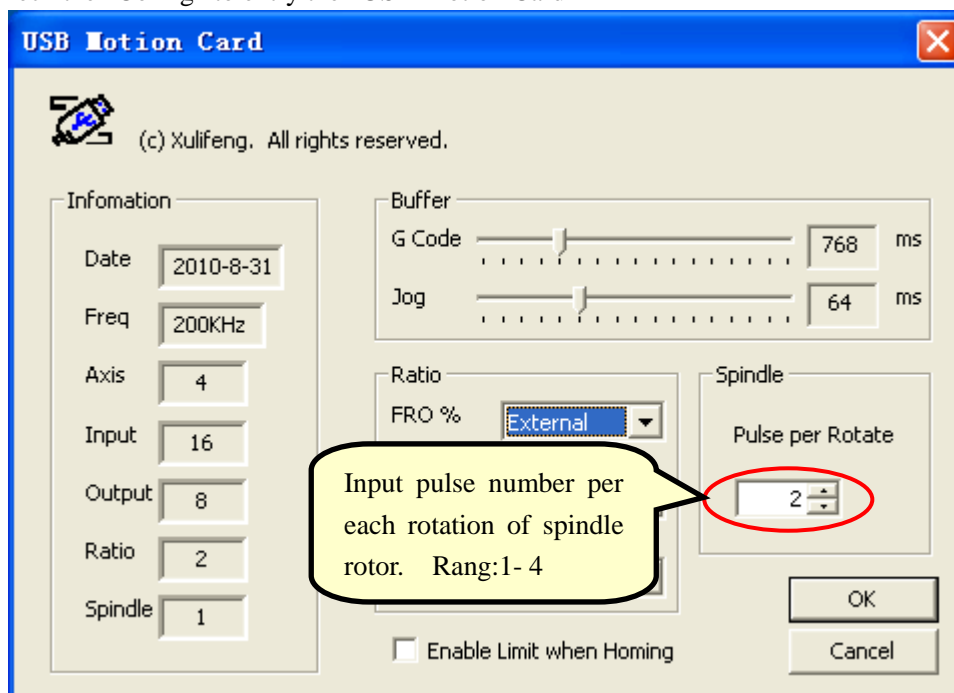 USB Motion Card
(c) Xulifeng. All rights reserved.
Infomation
Date 2010-8-31
Freq 200KHz
Axis 4
Input 16
Output 8
Ratio 2
Spindle 1
Buffer
G Code 768 ms
Jog 64 ms
Ratio
FRO % External
Spindle
Pulse per Rotate
2
Input pulse number per
each rotation of spindle
rotor. Rang:1- 4
Enable Limit when Homing
OK
Cancel